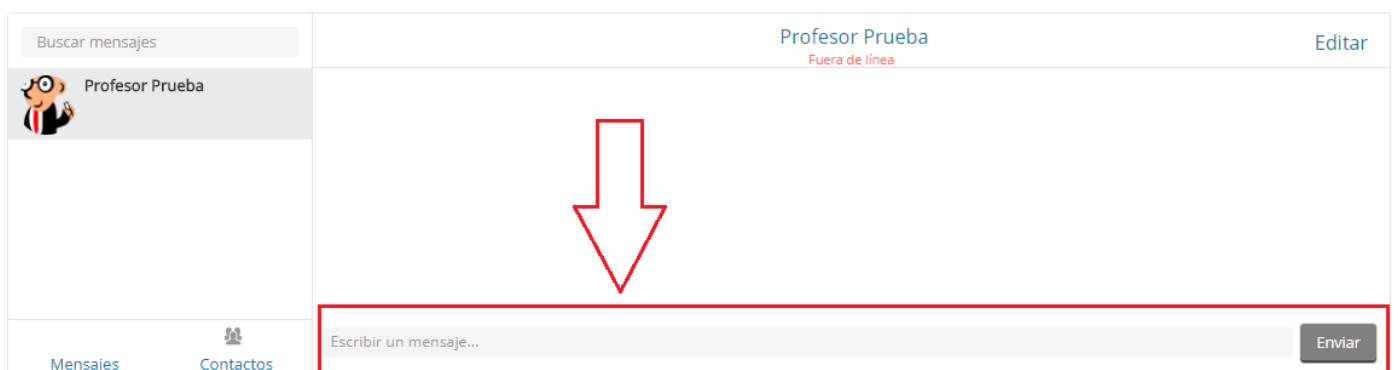 Buscar mensajes
Profesor Prueba
Mensajes
Contactos
Profesor Prueba
Fuera de línea
Editar
Escribir un mensaje...
Enviar